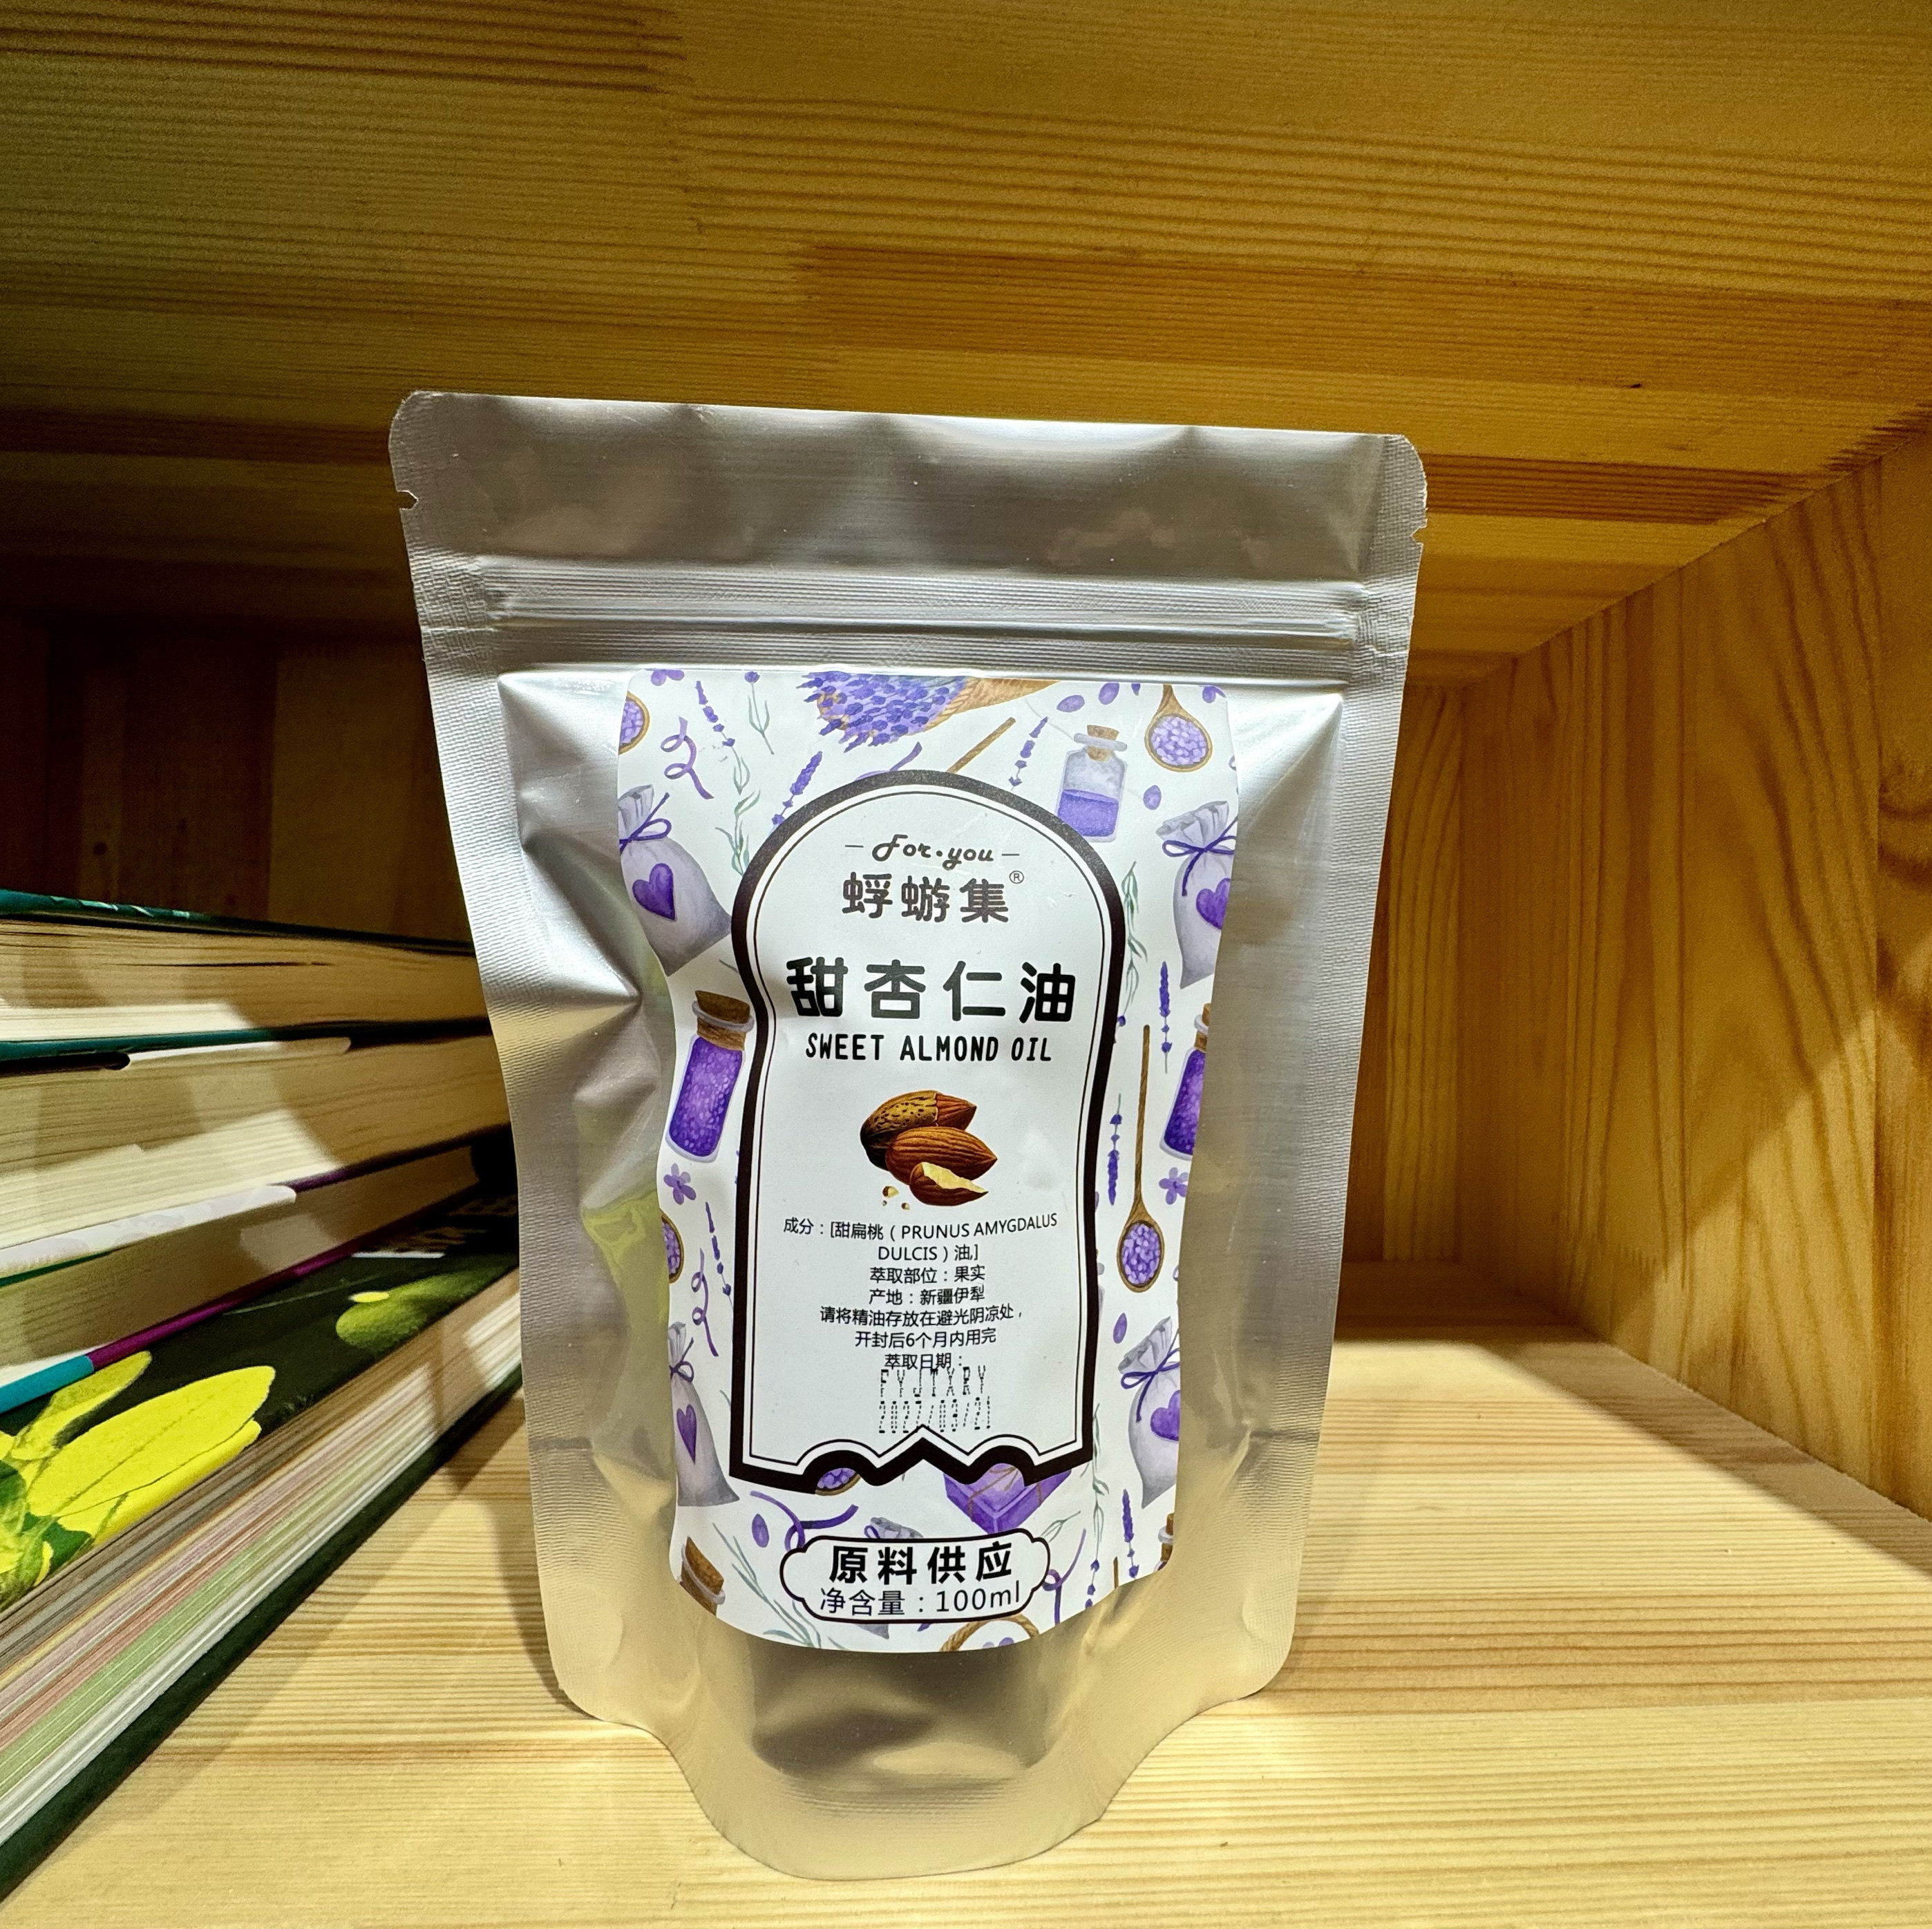 For·you
蜉蝣集®
甜杏仁油
SWEET ALMOND OIL
成分：[甜扁桃（PRUNUS AMYGDALUS
DULCIS）油,]
萃取部位：果实
产地：新疆伊犁
请将精油存放在避光阴凉处，
开封后6个月内用完
萃取日期：
FYJTXRY
2027/03/21
原料供应
净含量：100ml